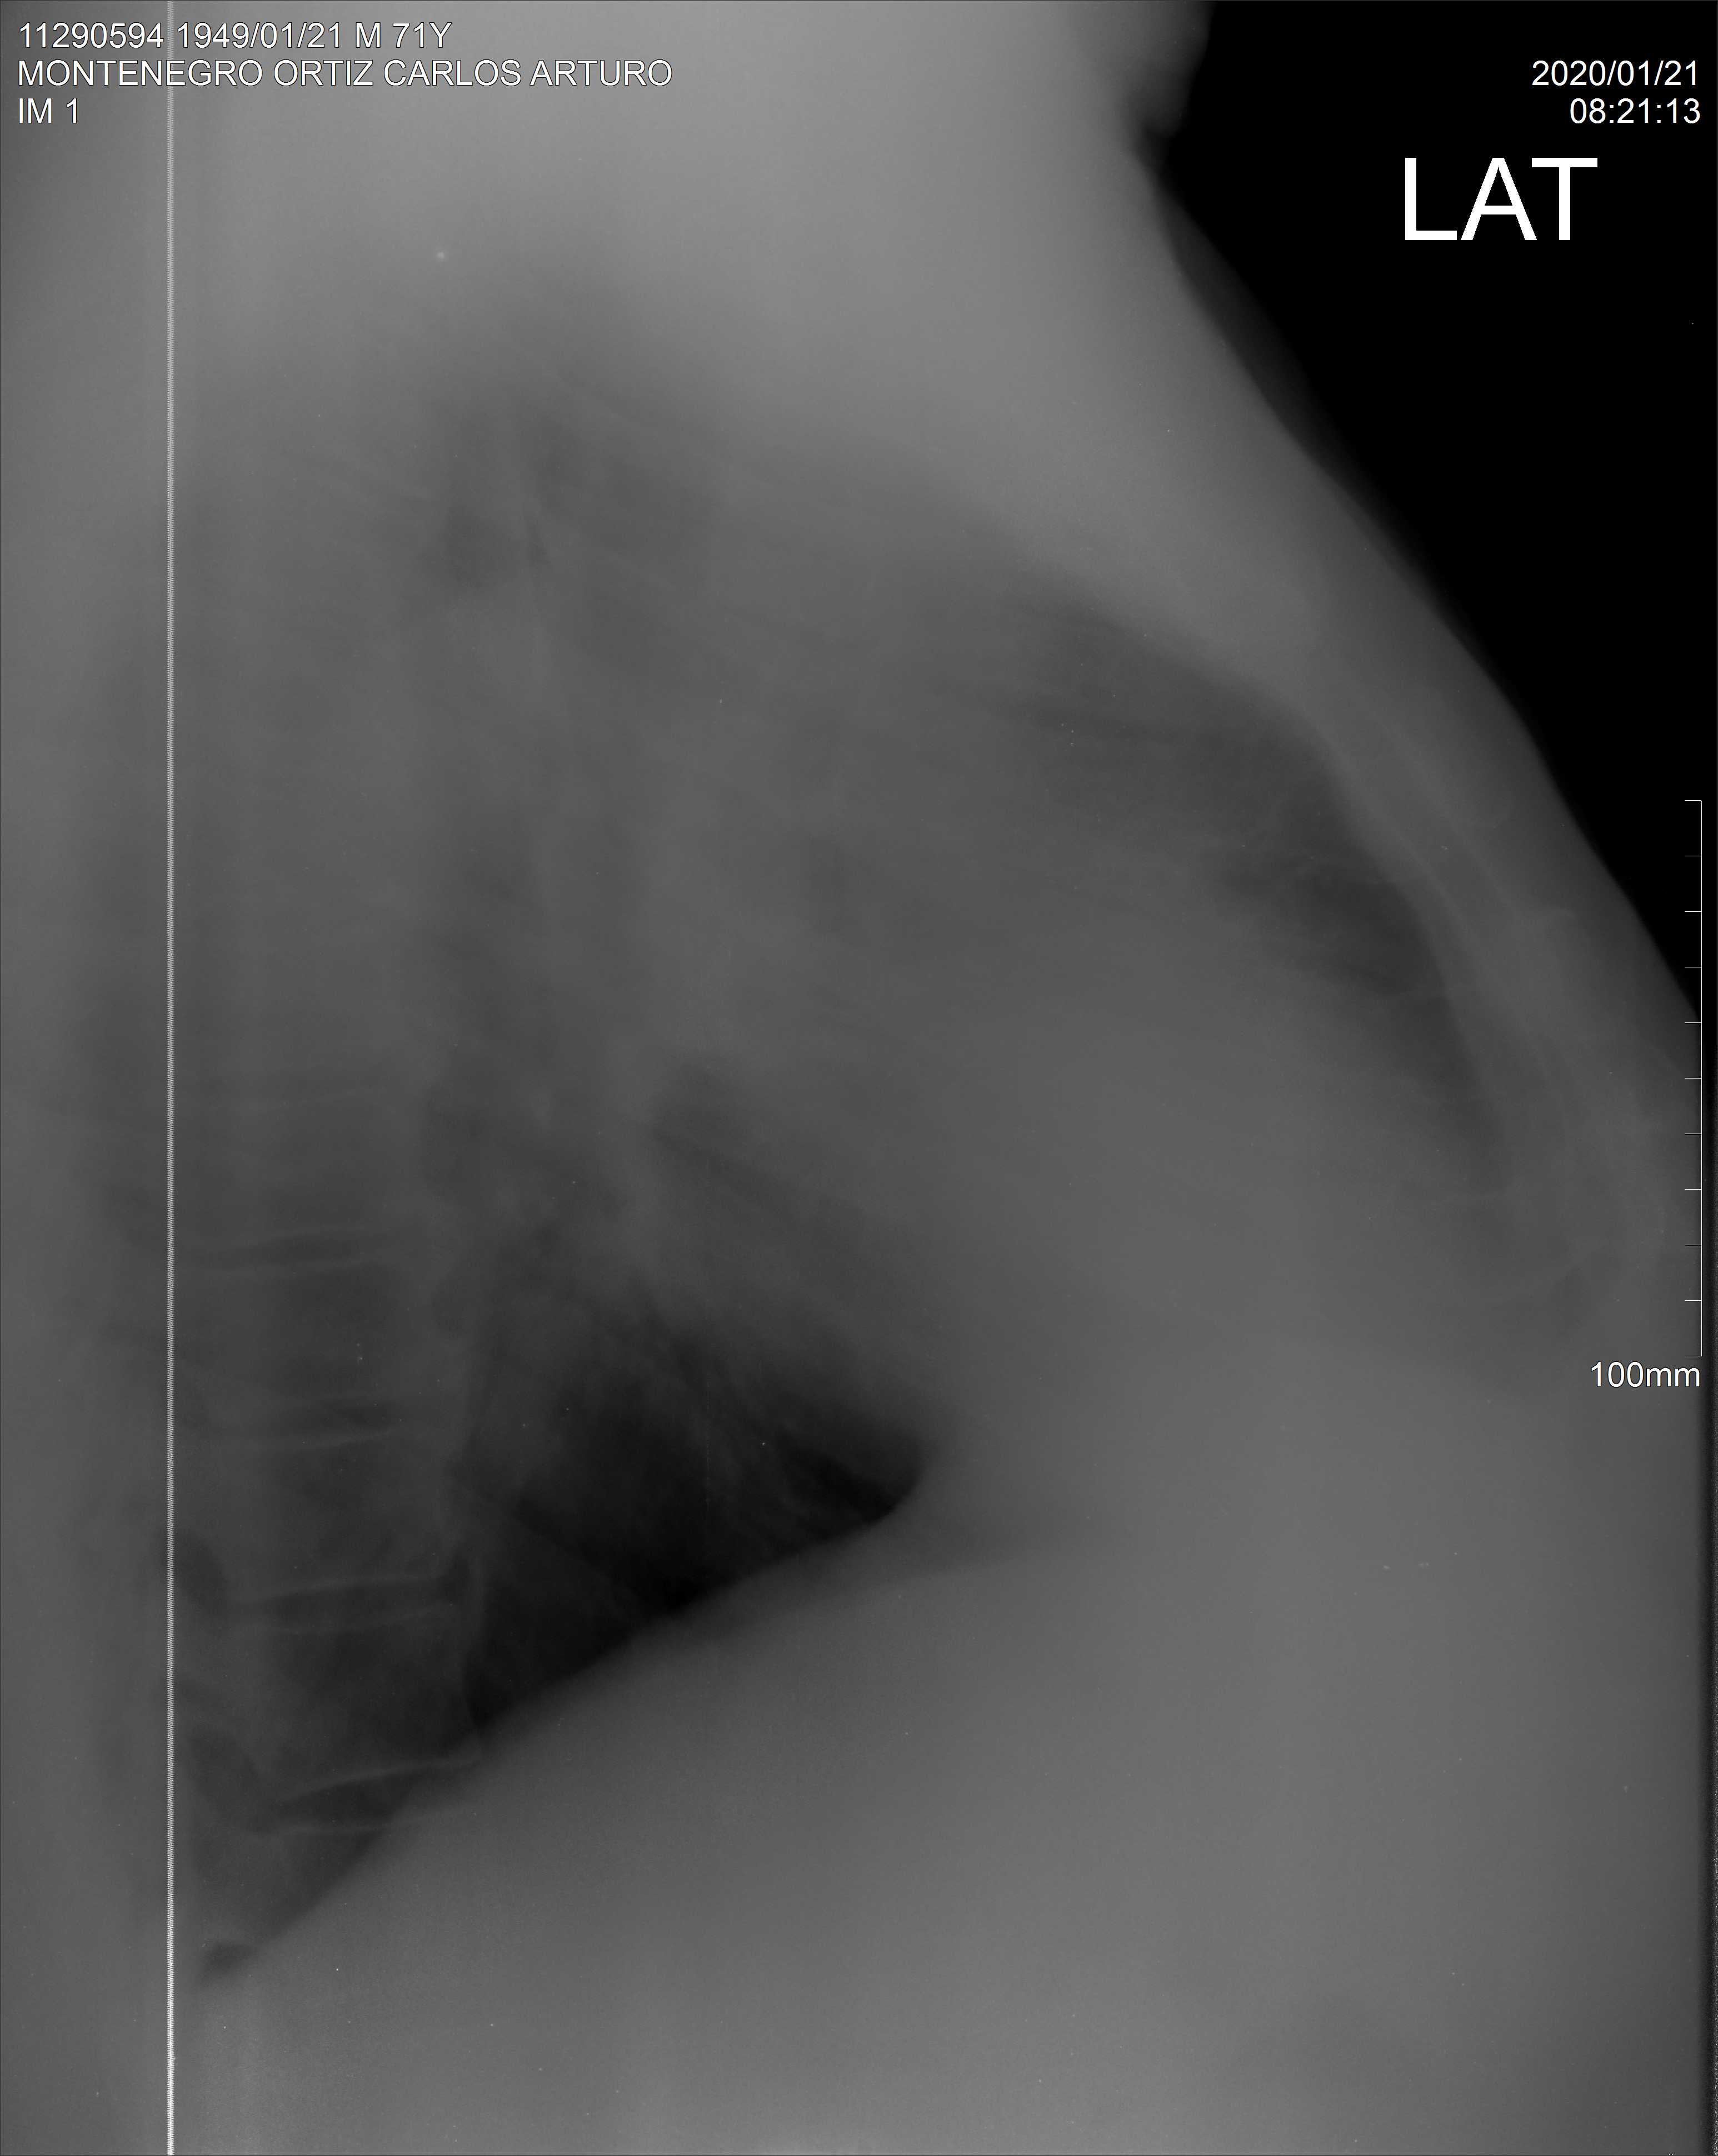 11290594 1949/01/21 M 71Y
MONTENEGRO ORTIZ CARLOS ARTURO
IM 1
2020/01/21
08:21:13
LAT
100mm